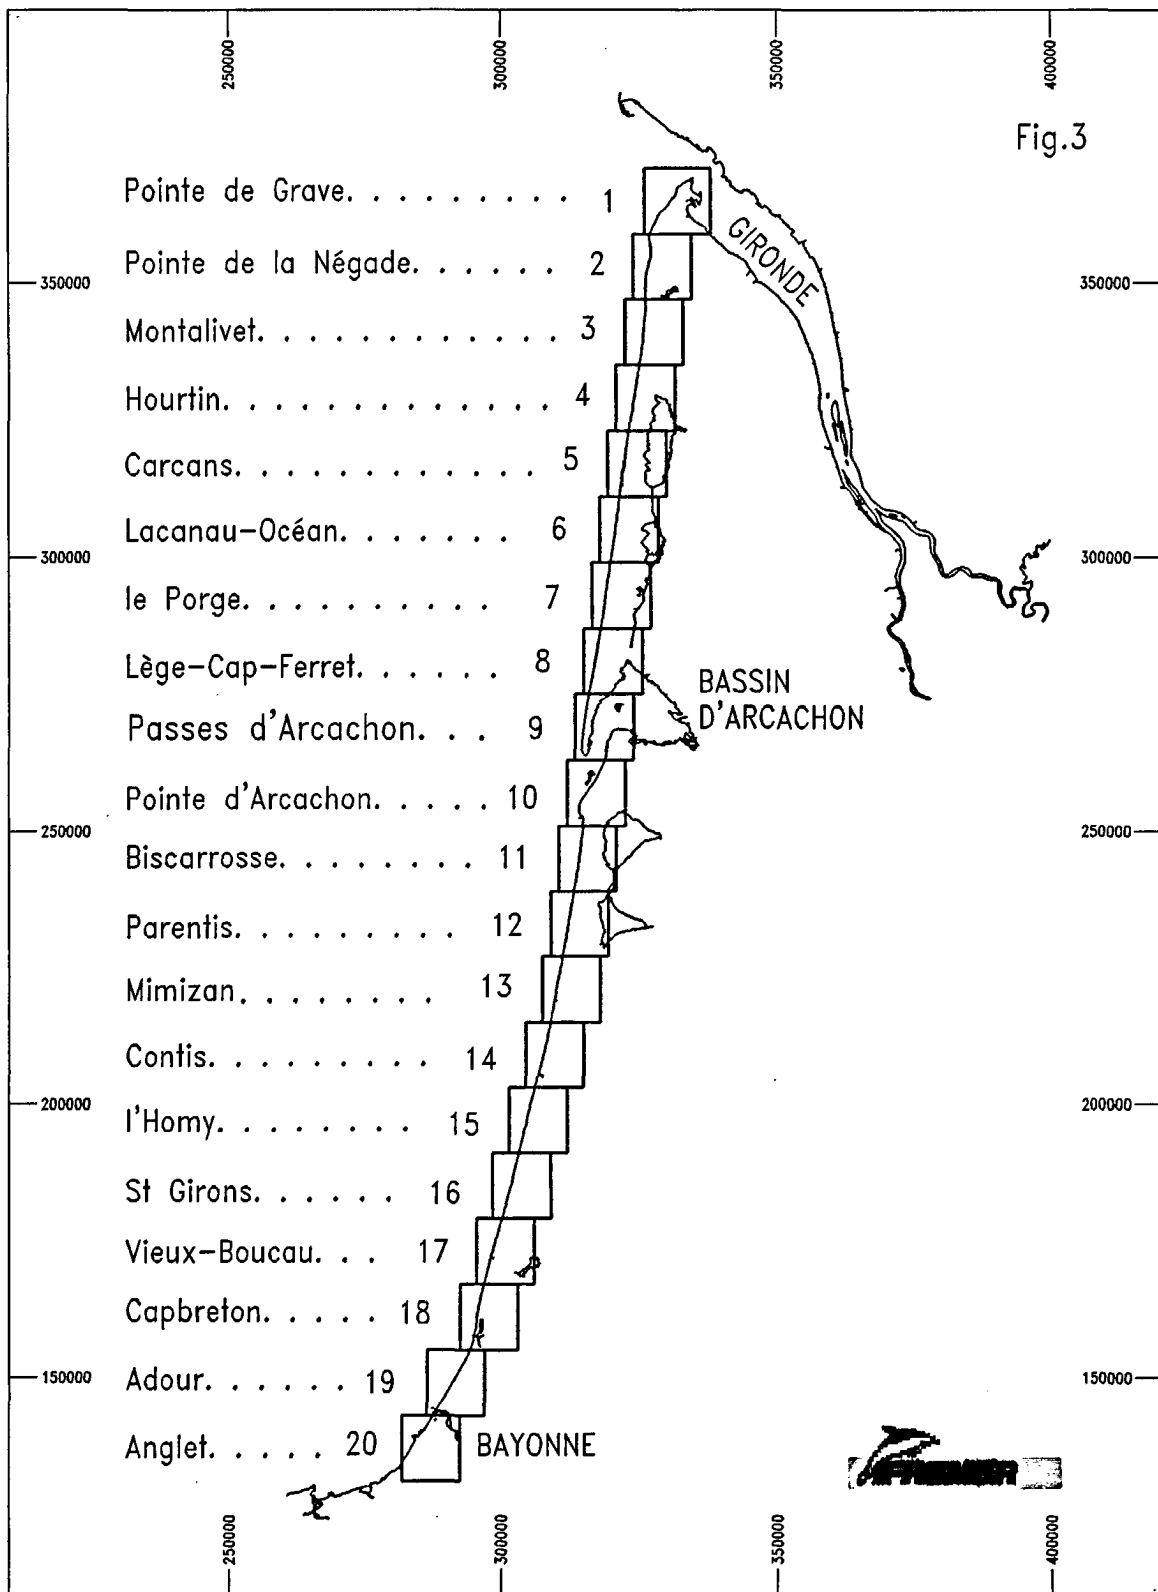 250000 300000 350000 400000
Fig.3
Pointe de Grave. . . . . . . . . 1
GIRONDE
Pointe de la Négade. . . . . . 2
350000 350000
Montalivet. . . . . . . . . . . . 3
Hourtin. . . . . . . . . . . . . 4
Carcans. . . . . . . . . . . . 5
Lacanau-Océan. . . . . . . 6
300000 300000
le Porge. . . . . . . . . . 7
Lège-Cap-Ferret. . . . . . 8
BASSIN
D'ARCACHON
Passes d'Arcachon. . . 9
Pointe d'Arcachon. . . . . 10
250000 250000
Biscarrosse. . . . . . . . 11
Parentis. . . . . . . . . 12
Mimizan. . . . . . . . 13
Contis. . . . . . . . . 14
200000 200000
l'Homy. . . . . . . . 15
St Girons. . . . . . 16
Vieux-Boucau. . . 17
Capbreton. . . . . 18
150000 150000
Adour. . . . . . 19
Anglet. . . . . 20 BAYONNE
IFREMER
250000 300000 350000 400000